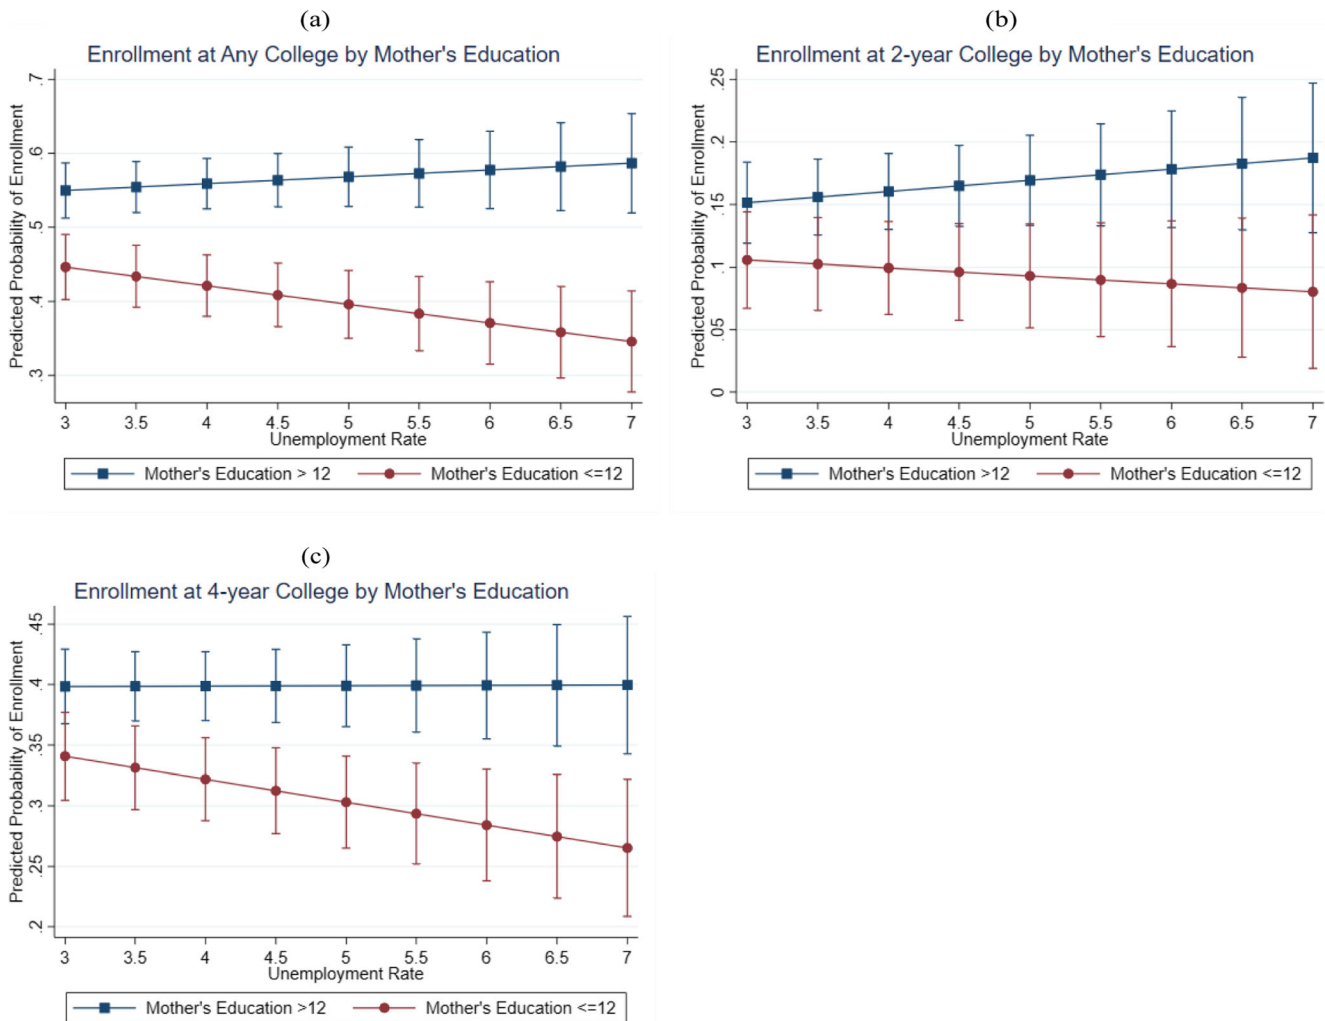 (a)
Enrollment at Any College by Mother's Education
Predicted Probability of Enrollment
.7
.6
.5
.4
.3
3 3.5 4 4.5 5 5.5 6 6.5 7
Unemployment Rate
Mother's Education > 12 Mother's Education <=12
(b)
Enrollment at 2-year College by Mother's Education
Predicted Probability of Enrollment
.25
.2
.15
.1
.05
0
3 3.5 4 4.5 5 5.5 6 6.5 7
Unemployment Rate
Mother's Education >12 Mother's Education <=12
(c)
Enrollment at 4-year College by Mother's Education
Predicted Probability of Enrollment
.45
.4
.35
.3
.25
.2
3 3.5 4 4.5 5 5.5 6 6.5 7
Unemployment Rate
Mother's Education >12 Mother's Education <=12